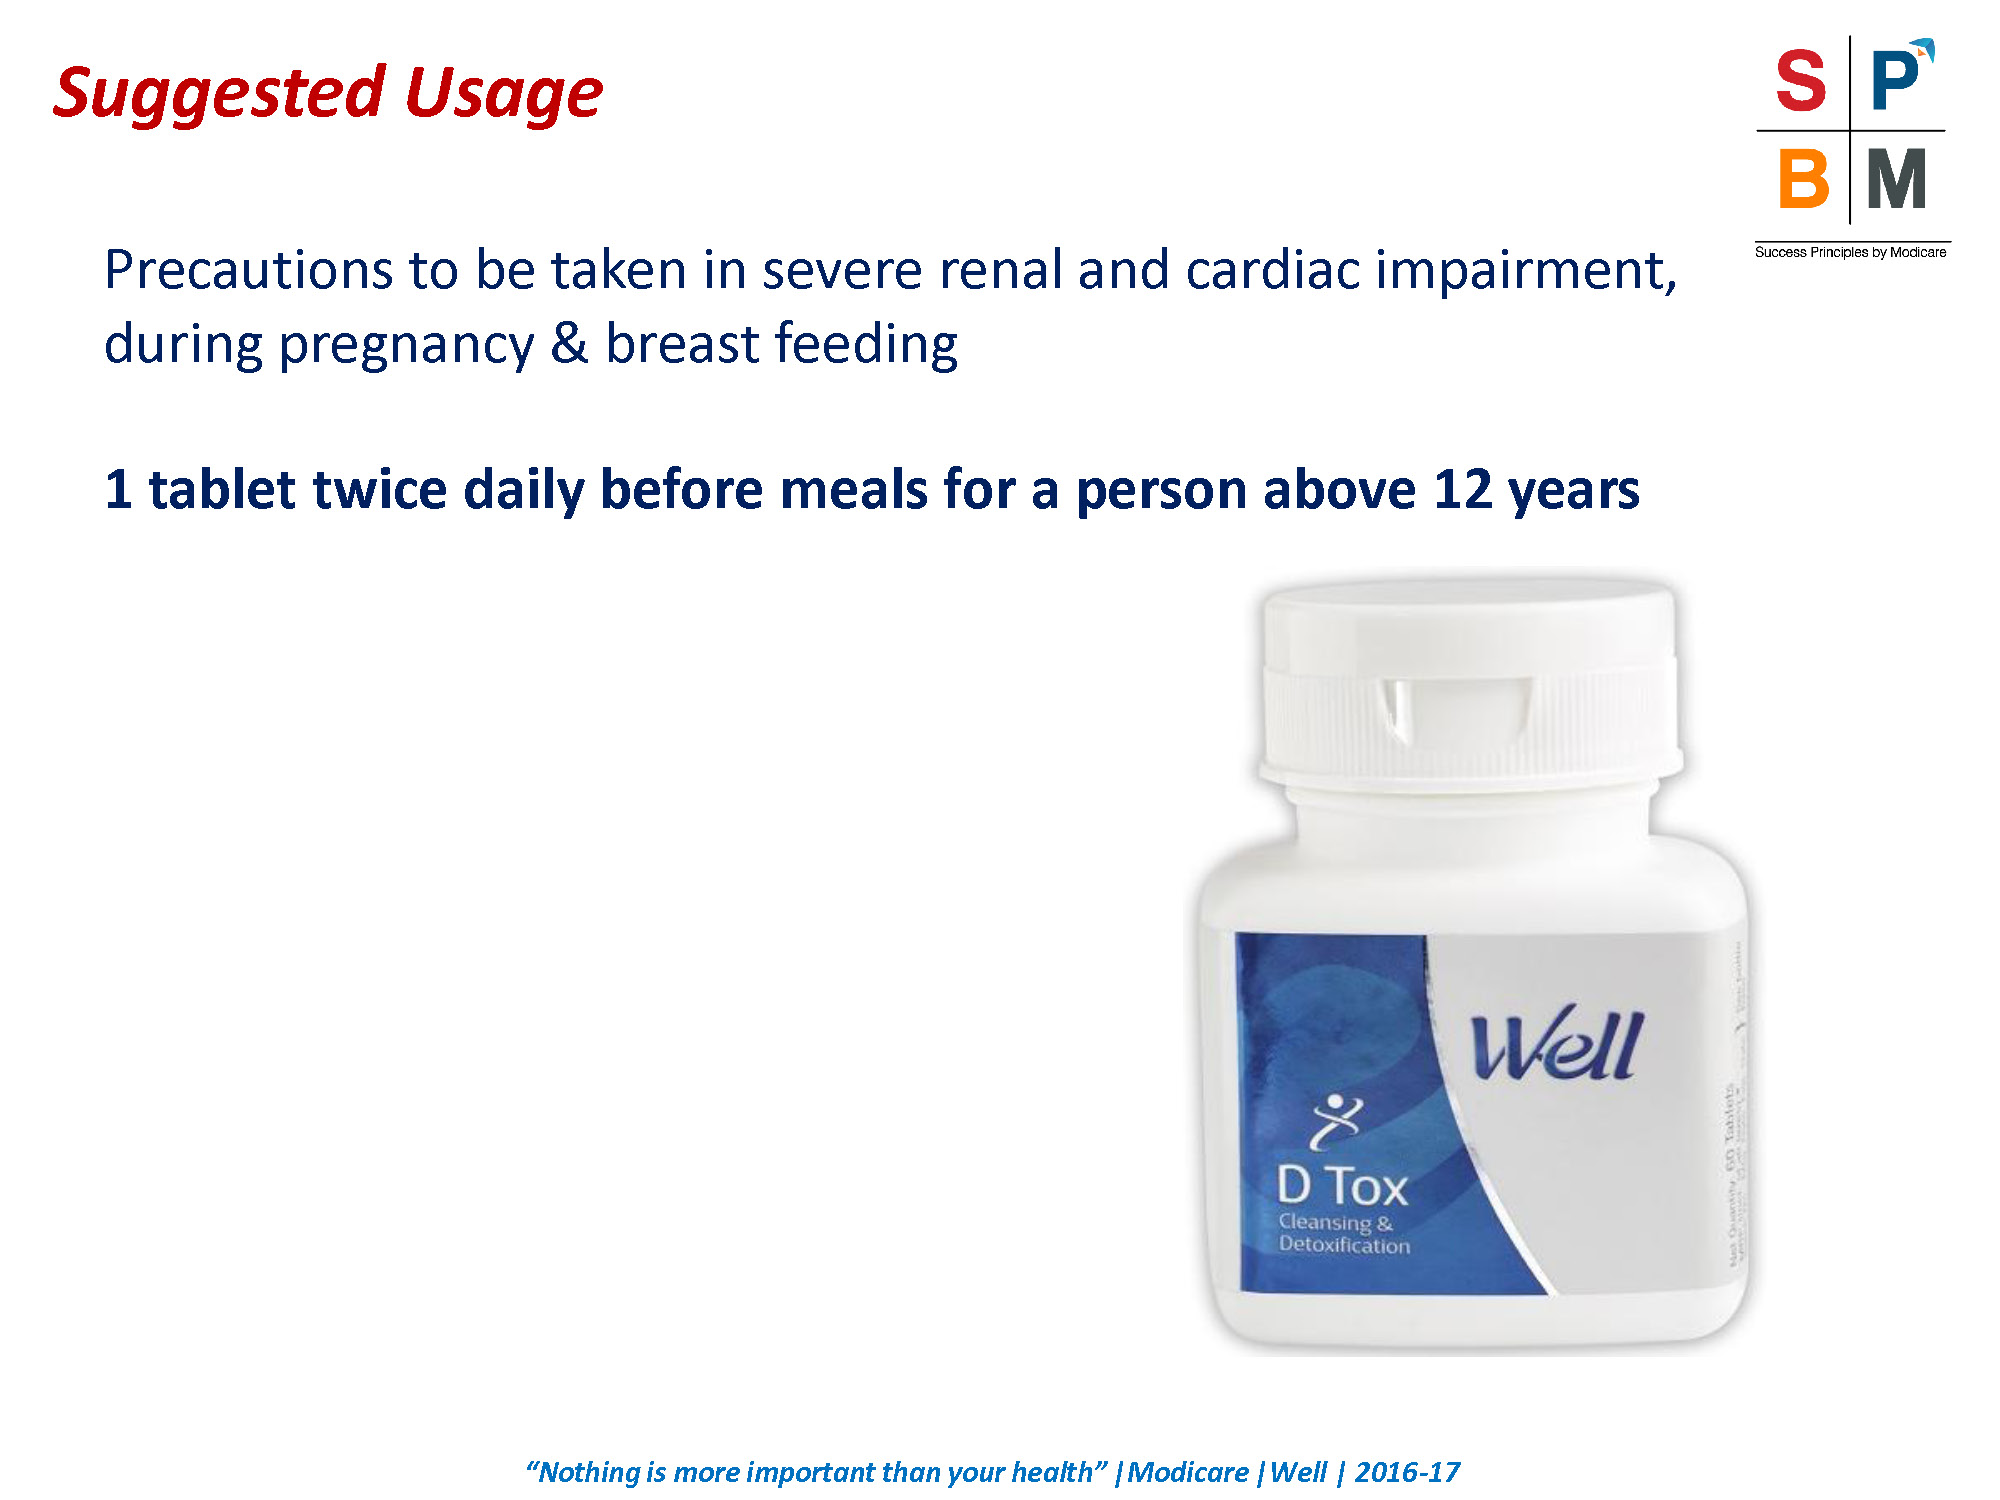 Suggested Usage
S P
B M
Success Principles by Modicare
Precautions to be taken in severe renal and cardiac impairment,
during pregnancy & breast feeding
1 tablet twice daily before meals for a person above 12 years
Well
D Tox
Cleansing &
Detoxification
Net Quantity 60 Tablets
“Nothing is more important than your health” | Modicare | Well | 2016-17